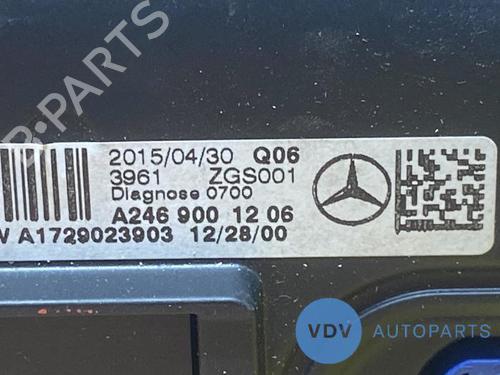 2015/04/30 Q06
3961 ZGS001
Diagnose 0700
A246 900 12 06
A1729023903 12/28/00
VDV AUTOPARTS
B-PARTS